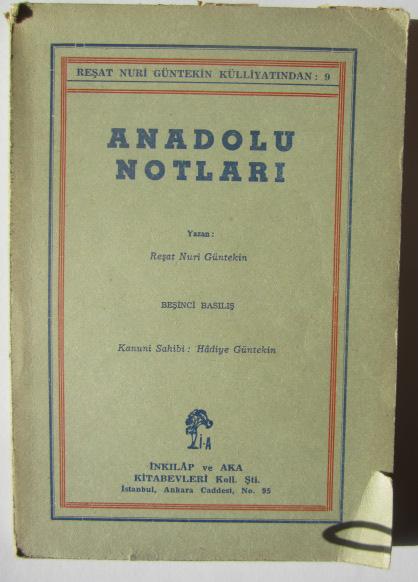 REŞAT NURİ GÜNTEKİN KÜLLİYATINDAN: 9
ANADOLU
NOTLARI
Yazan :
Reşat Nuri Güntekin
BEŞİNCİ BASILIŞ
Kanuni Sahibi : Hâdiye Güntekin
İ-A
İNKILÂP ve AKA
KİTABEVLERİ Koll. Şti.
İstanbul, Ankara Caddesi, No. 95